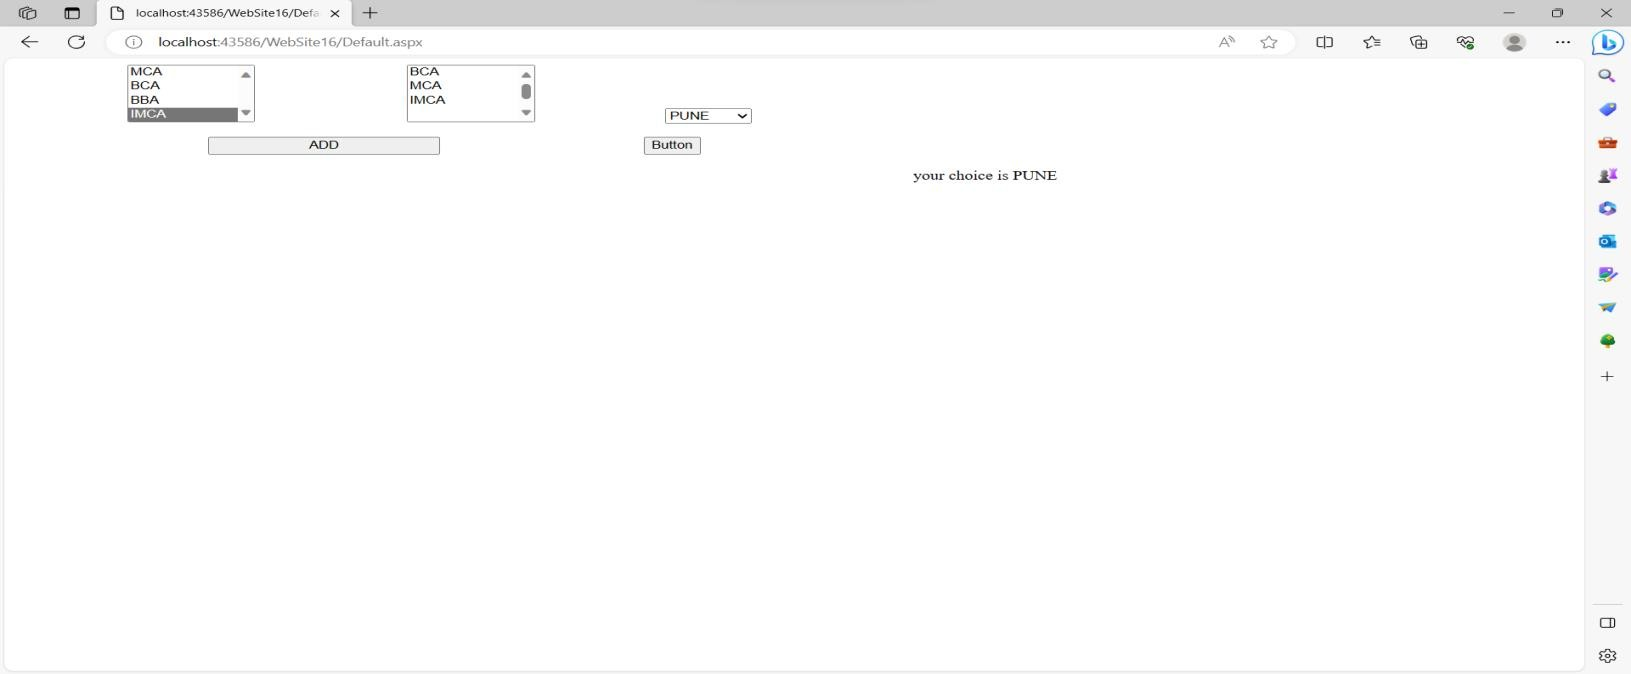 localhost:43586/WebSite16/Defa
localhost:43586/WebSite16/Default.aspx
MCA
BCA
BBA
IMCA
BCA
MCA
IMCA
PUNE
ADD
Button
your choice is PUNE